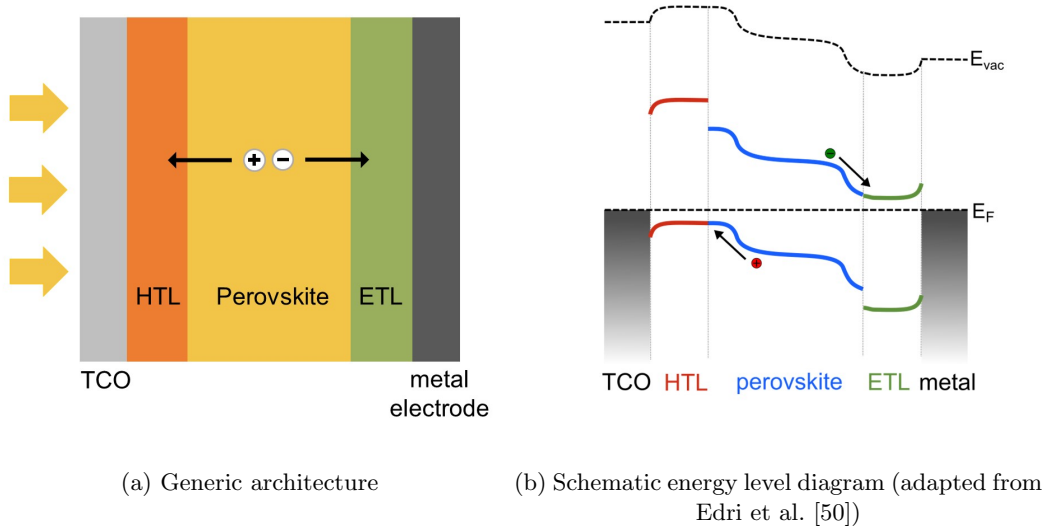 HTL
Perovskite
ETL
TCO
metal
electrode
+
−
(a) Generic architecture
E_vac
E_F
−
+
TCO
HTL
perovskite
ETL
metal
(b) Schematic energy level diagram (adapted from
Edri et al. [50])